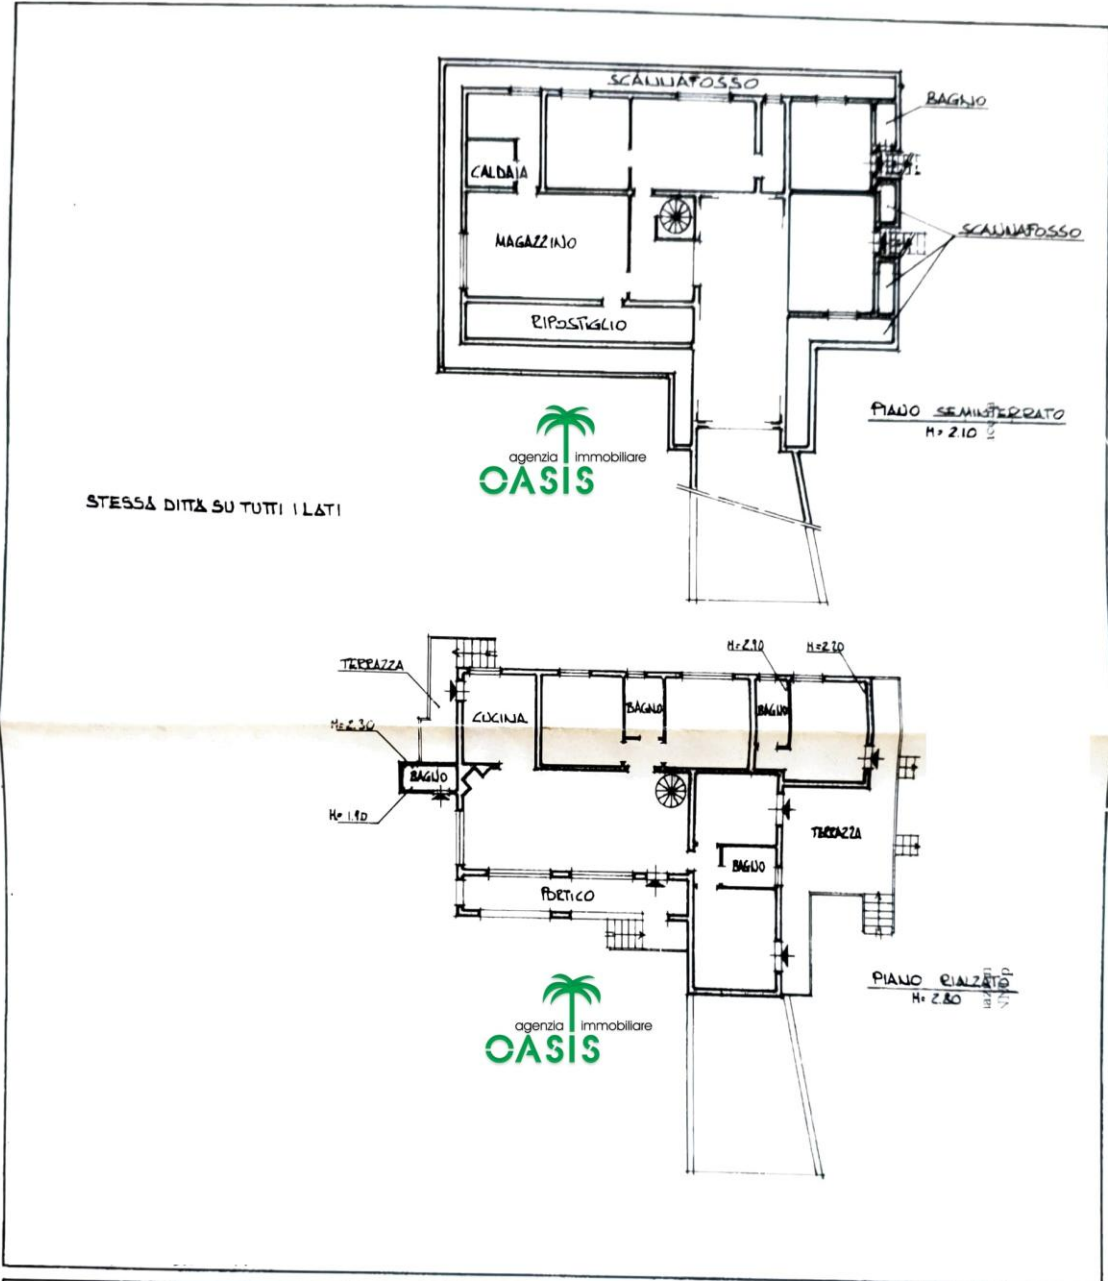 SCANNAFOSSO
BAGNO
CALDAIA
MAGAZZINO
SCANNAFOSSO
RIPOSTIGLIO
PIANO SEMINTERRATO
H= 2.10
agenzia immobiliare
OASIS
STESSA DITTA SU TUTTI I LATI
TERRAZZA
H=2.90
H=2.20
CUCINA
BAGNO
BAGNO
H=2.30
BAGNO
H=1.90
TERRAZZA
BAGNO
PORTICO
PIANO RIALZATO
H= 2.80
agenzia immobiliare
OASIS